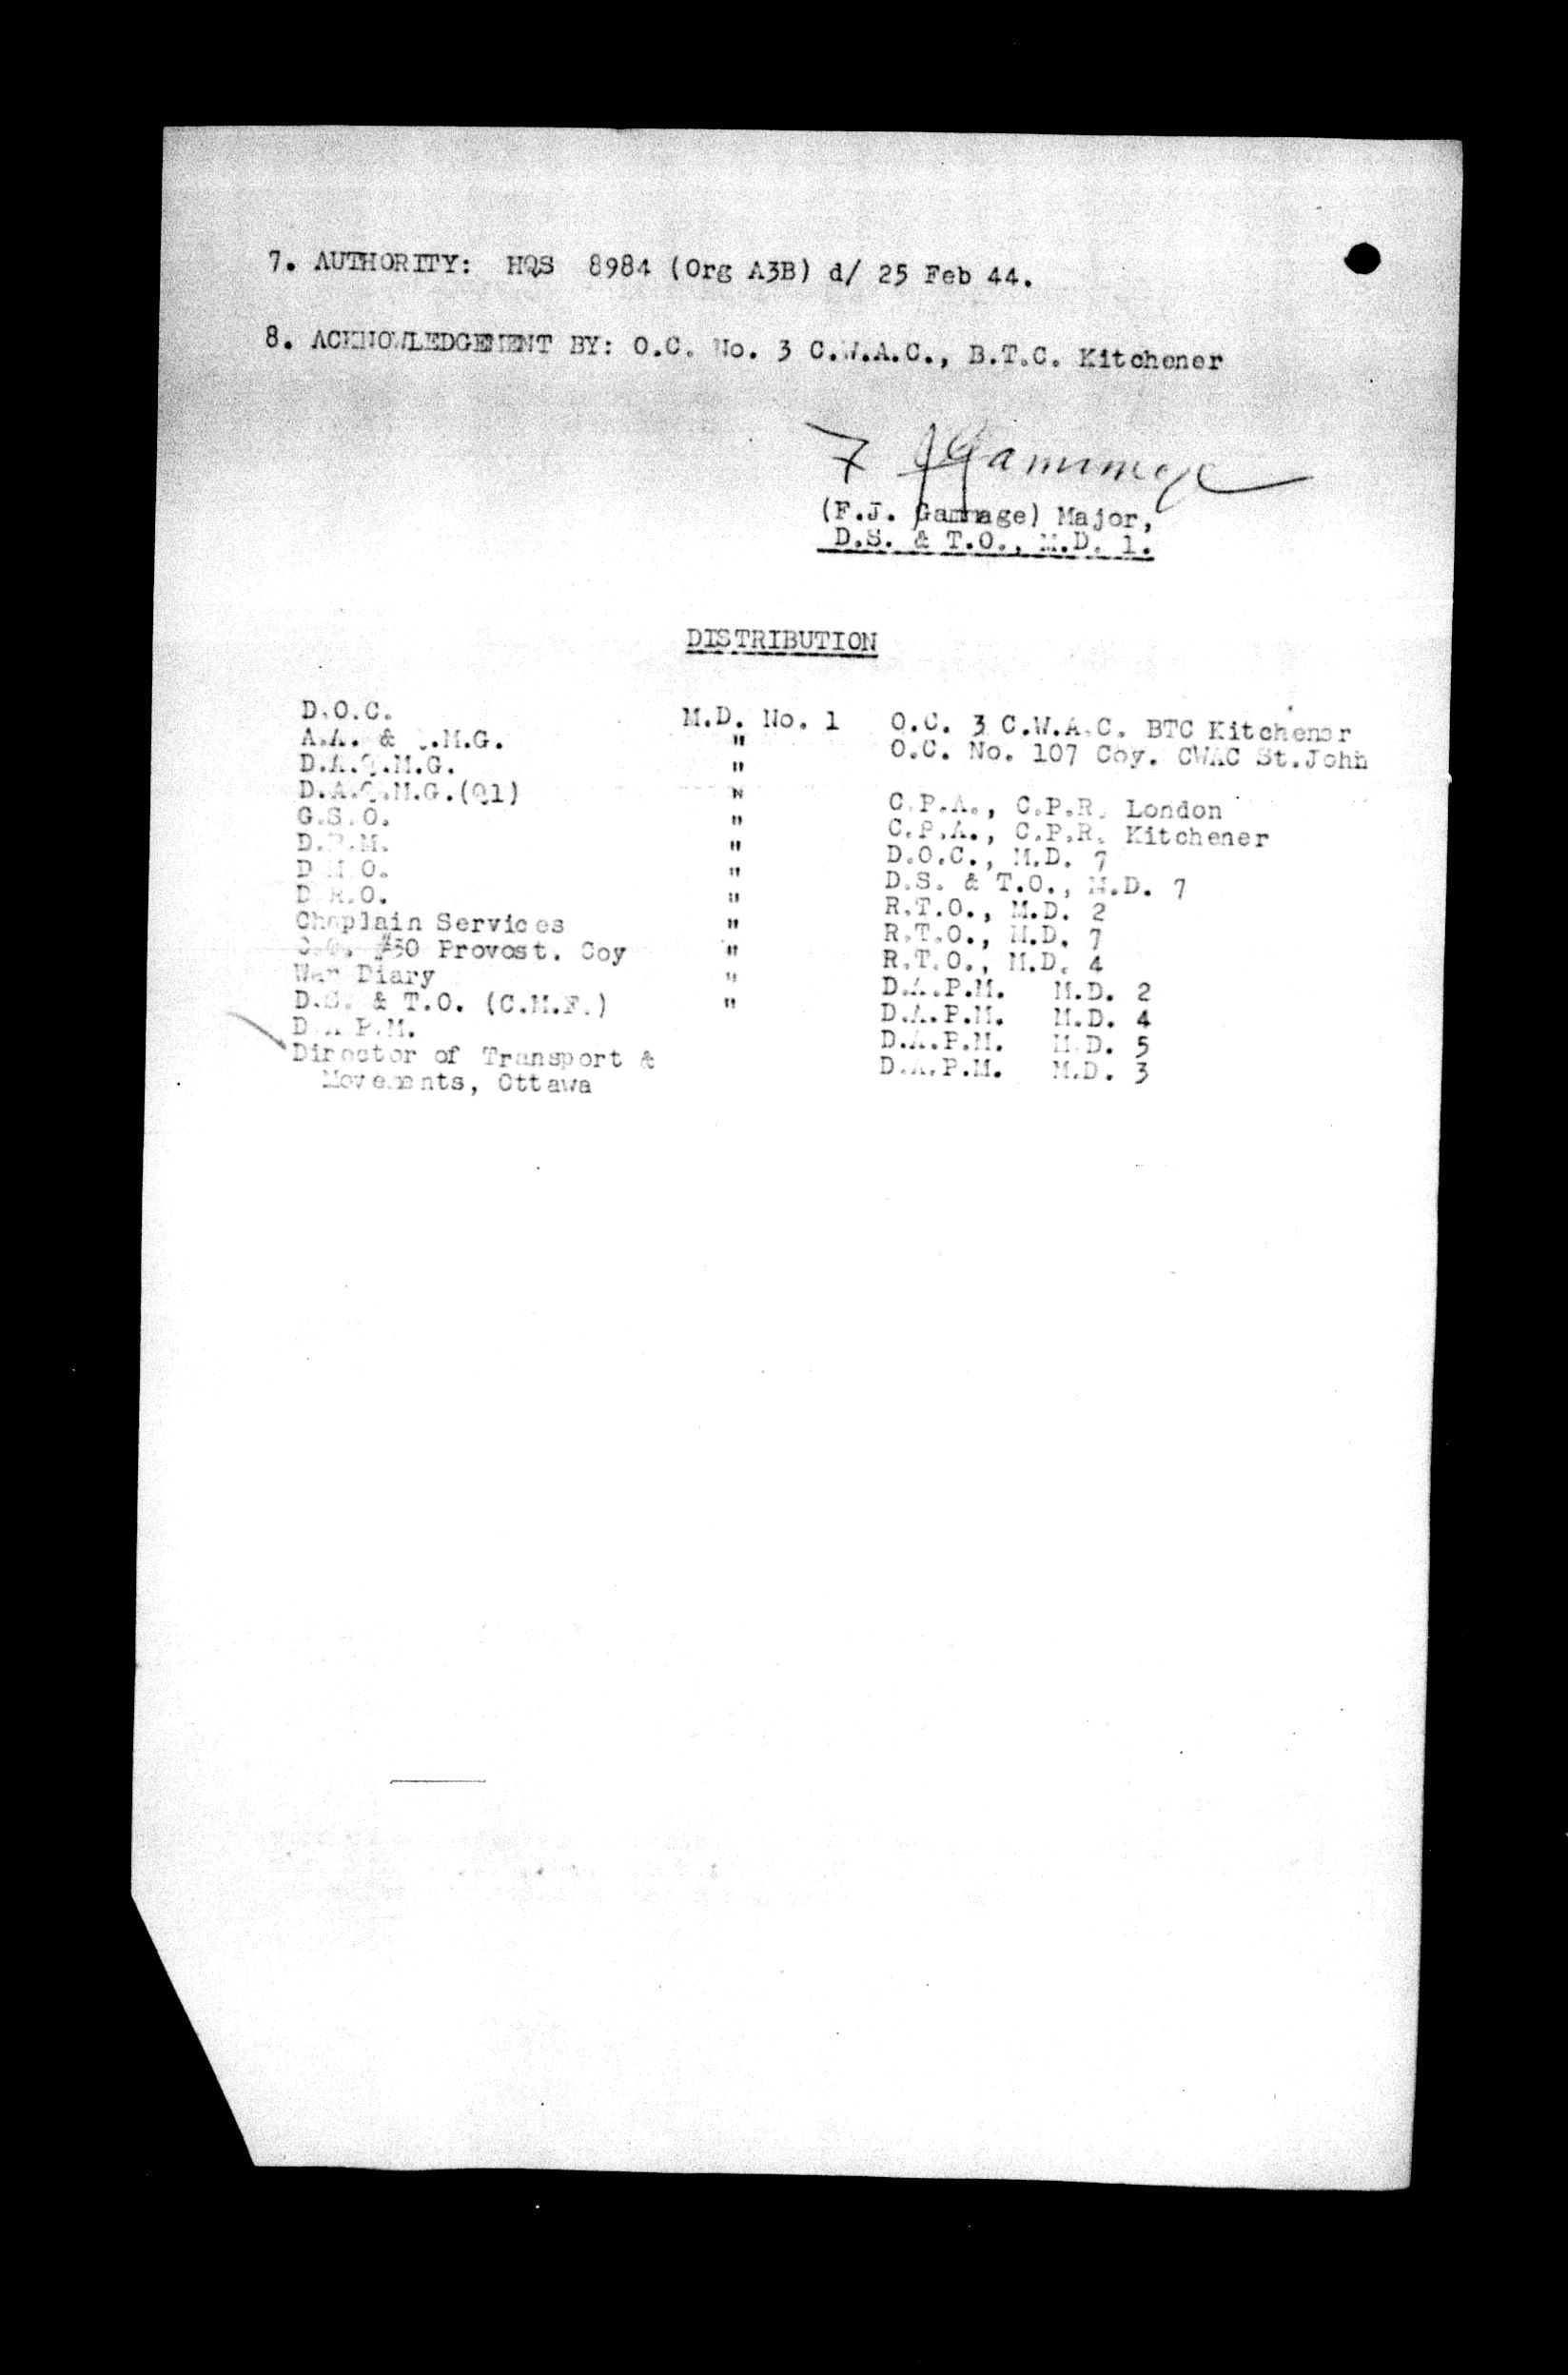 7. AUTHORITY: HQS 8984 (Org A3B) d/ 25 Feb 44.
8. ACKNOWLEDGEMENT BY: O.C. No. 3 C.W.A.C., B.T.C. Kitchener
F J Gammage
(F.J. Gammage) Major,
D.S. & T.O., M.D. 1.
DISTRIBUTION
D.O.C. M.D. No. 1
A.A. & Q.M.G. "
D.A.Q.M.G. "
D.A.Q.M.G.(Q1) "
G.S.O. "
D.P.M. "
D.M.O. "
D.R.O. "
Chaplain Services "
#30 Provost. Coy "
War Diary "
D.S. & T.O. (C.M.F.) "
D.A.P.M.
Director of Transport &
Movements, Ottawa
O.C. 3 C.W.A.C. BTC Kitchener
O.C. No. 107 Coy. CWAC St.John
C.P.A., C.P.R. London
C.P.A., C.P.R. Kitchener
D.O.C., M.D. 7
D.S. & T.O., M.D. 7
R.T.O., M.D. 2
R.T.O., M.D. 7
R.T.O., M.D. 4
D.A.P.M. M.D. 2
D.A.P.M. M.D. 4
D.A.P.M. M.D. 5
D.A.P.M. M.D. 3